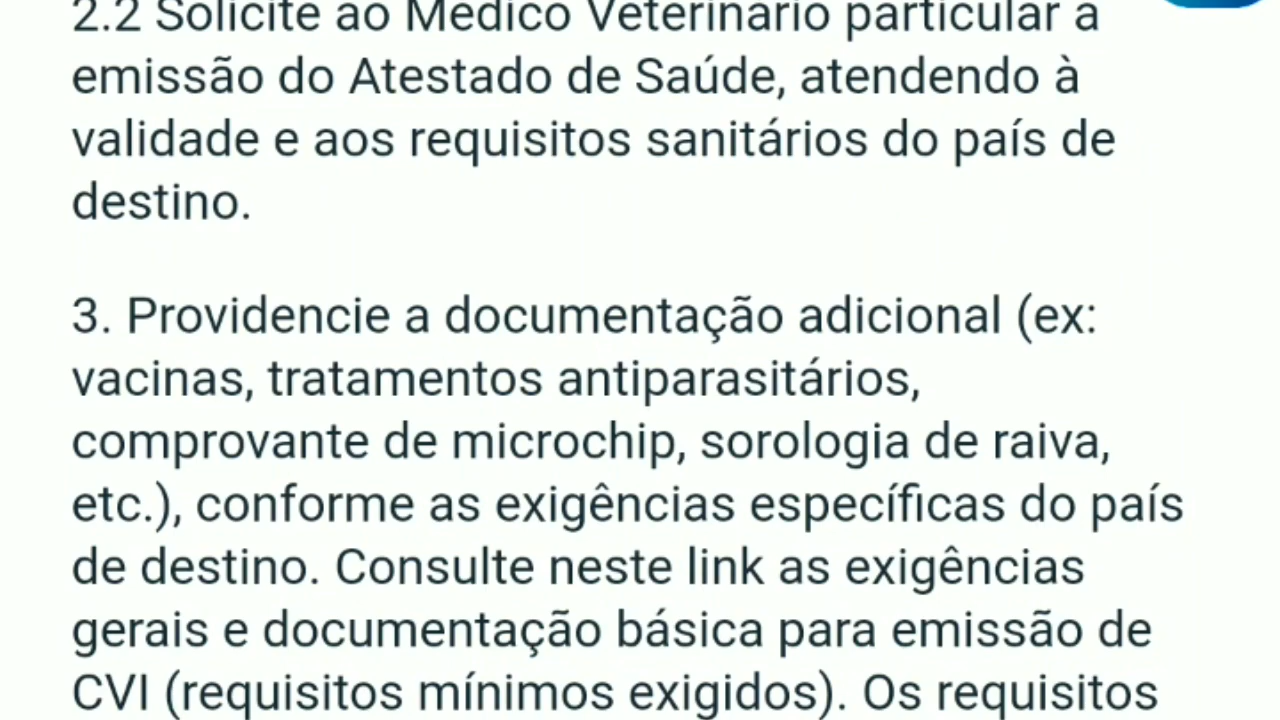 2.2 Solicite ao Médico Veterinário particular a
emissão do Atestado de Saúde, atendendo à
validade e aos requisitos sanitários do país de
destino.
3. Providencie a documentação adicional (ex:
vacinas, tratamentos antiparasitários,
comprovante de microchip, sorologia de raiva,
etc.), conforme as exigências específicas do país
de destino. Consulte neste link as exigências
gerais e documentação básica para emissão de
CVI (requisitos mínimos exigidos). Os requisitos